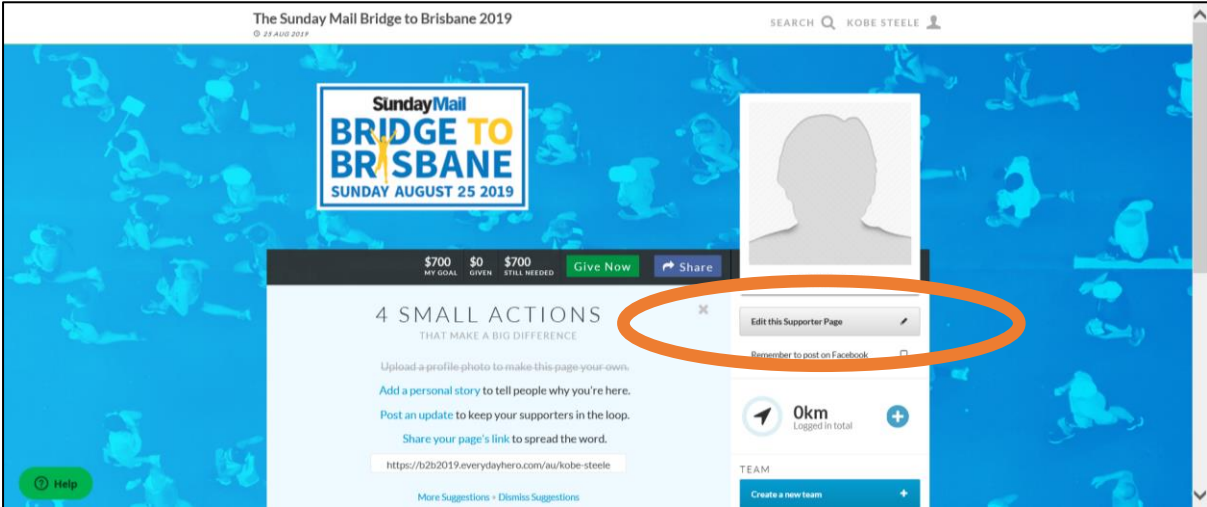 The Sunday Mail Bridge to Brisbane 2019
25 AUG 2019
SEARCH KOBE STEELE
The SundayMail
BRIDGE TO
BRISBANE
SUNDAY AUGUST 25 2019
$700 $0 $700
MY GOAL GIVEN STILL NEEDED
Give Now
Share
4 SMALL ACTIONS
THAT MAKE A BIG DIFFERENCE
Upload a profile photo to make this page your own.
Add a personal story to tell people why you're here.
Post an update to keep your supporters in the loop.
Share your page's link to spread the word.
https://b2b2019.everydayhero.com/au/kobe-steele
More Suggestions • Dismiss Suggestions
Edit this Supporter Page
Remember to post on Facebook
0km
Logged in total
TEAM
Create a new team
Help